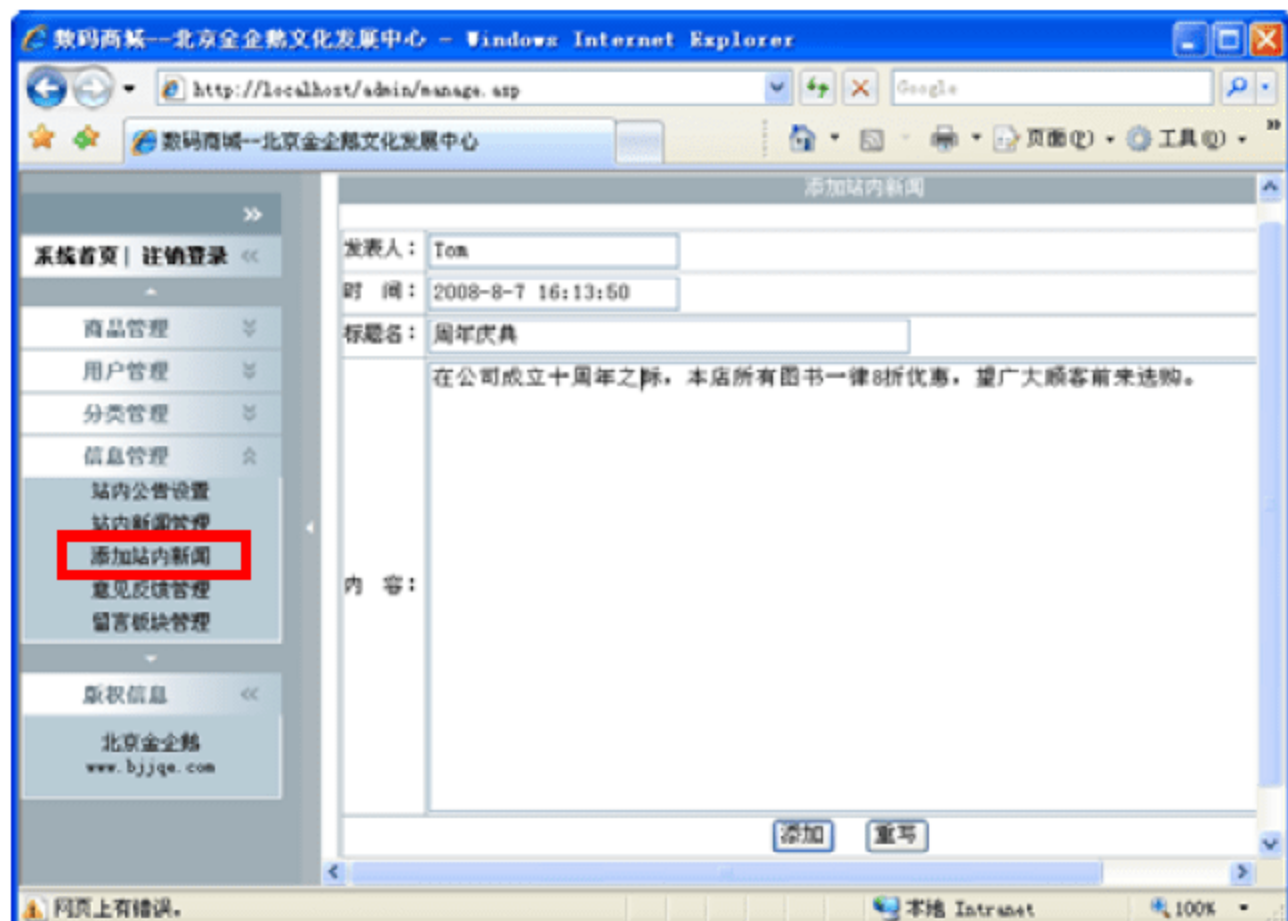 数码商城--北京金企鹅文化发展中心 - Windows Internet Explorer
http://localhost/admin/manage.asp
Google
数码商城--北京金企鹅文化发展中心
页面(P)
工具(O)
添加站内新闻
系统首页| 注销登录
发表人: Tom
时 间: 2008-8-7 16:13:50
标题名: 周年庆典
内 容: 在公司成立十周年之际，本店所有图书一律8折优惠，望广大顾客前来选购。
商品管理
用户管理
分类管理
信息管理
站内公告设置
站内新闻管理
添加站内新闻
意见反馈管理
留言板块管理
版权信息
北京金企鹅
www.bjjqe.com
添加 重写
网页上有错误。
本地 Intranet
100%